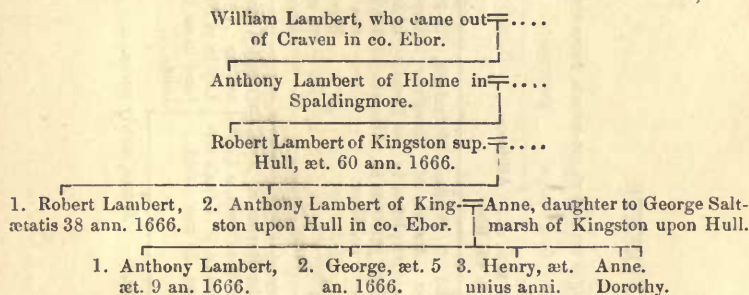 William Lambert, who came out ╤ ....
of Craven in co. Ebor.
Anthony Lambert of Holme in ╤ ....
Spaldingmore.
Robert Lambert of Kingston sup. ╤ ....
Hull, æt. 60 ann. 1666.
1. Robert Lambert, 2. Anthony Lambert of King- ╤ Anne, daughter to George Salt-
ætatis 38 ann. 1666. ston upon Hull in co. Ebor. marsh of Kingston upon Hull.
1. Anthony Lambert, 2. George, æt. 5 3. Henry, æt. Anne.
æt. 9 an. 1666. an. 1666. unius anni. Dorothy.